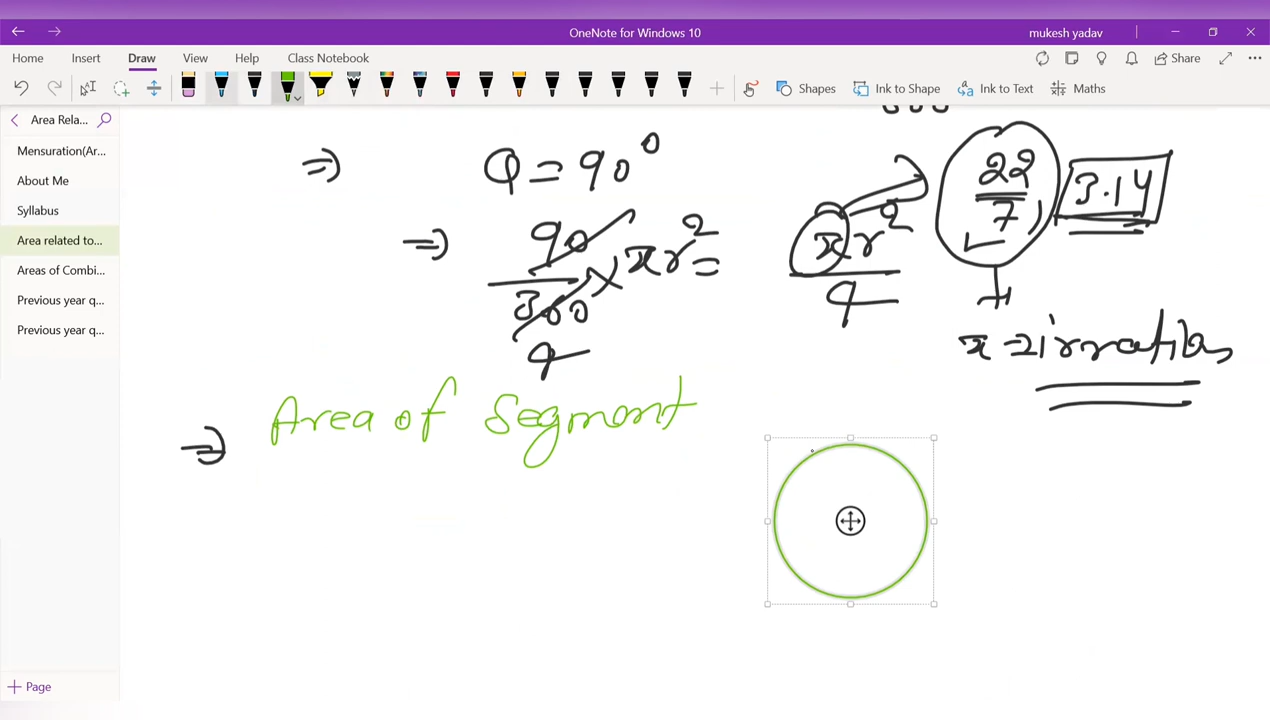 OneNote for Windows 10
mukesh yadav
Home Insert Draw View Help Class Notebook
Share
Shapes Ink to Shape Ink to Text Maths
Area Rela...
Mensuration(Ar...
About Me
Syllabus
Area related to...
Areas of Combi...
Previous year q...
Previous year q...
Page
⇒ θ = 90°
⇒ 90/360 × πr² = πr²/4
4
22/7 3.14
⇒ Area of Segment